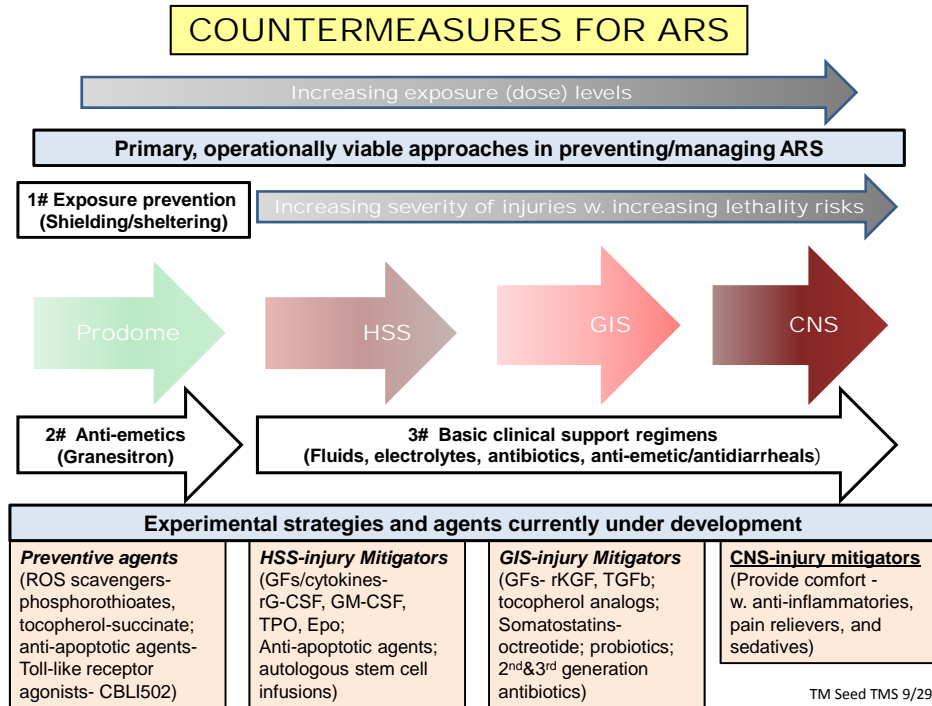 COUNTERMEASURES FOR ARS
Increasing exposure (dose) levels
Primary, operationally viable approaches in preventing/managing ARS
1# Exposure prevention
(Shielding/sheltering)
Increasing severity of injuries w. increasing lethality risks
Prodome
HSS
GIS
CNS
2# Anti-emetics
(Granesitron)
3# Basic clinical support regimens
(Fluids, electrolytes, antibiotics, anti-emetic/antidiarrheals)
Experimental strategies and agents currently under development
Preventive agents
(ROS scavengers-
phosphorothioates,
tocopherol-succinate;
anti-apoptotic agents-
Toll-like receptor
agonists- CBLI502)
HSS-injury Mitigators
(GFs/cytokines-
rG-CSF, GM-CSF,
TPO, Epo;
Anti-apoptotic agents;
autologous stem cell
infusions)
GIS-injury Mitigators
(GFs- rKGF, TGFb;
tocopherol analogs;
Somatostatins-
octreotide; probiotics;
2nd&3rd generation
antibiotics)
CNS-injury mitigators
(Provide comfort -
w. anti-inflammatories,
pain relievers, and
sedatives)
TM Seed TMS 9/29